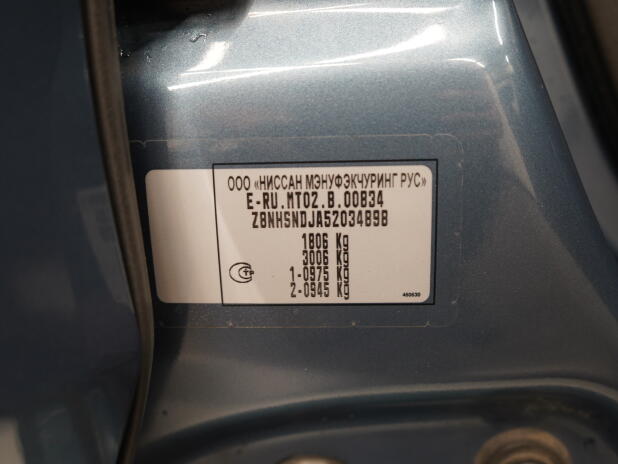 ООО «НИССАН МЭНУФЭКЧУРИНГ РУС»
E-RU.MT02.B.00834
Z8NHSNDJA52034898
1806 Kg
3006 Kg
1-0975 Kg
2-0945 Kg
460630